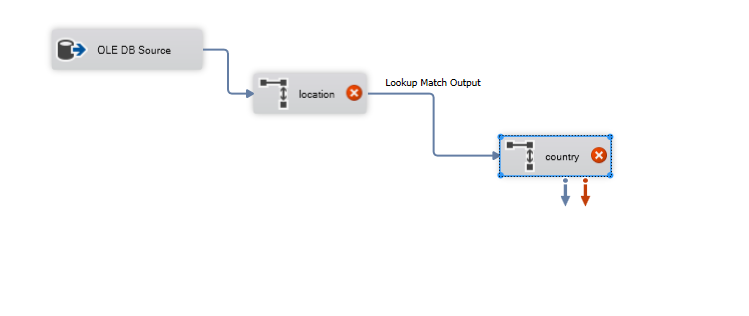 OLE DB Source
location
Lookup Match Output
country